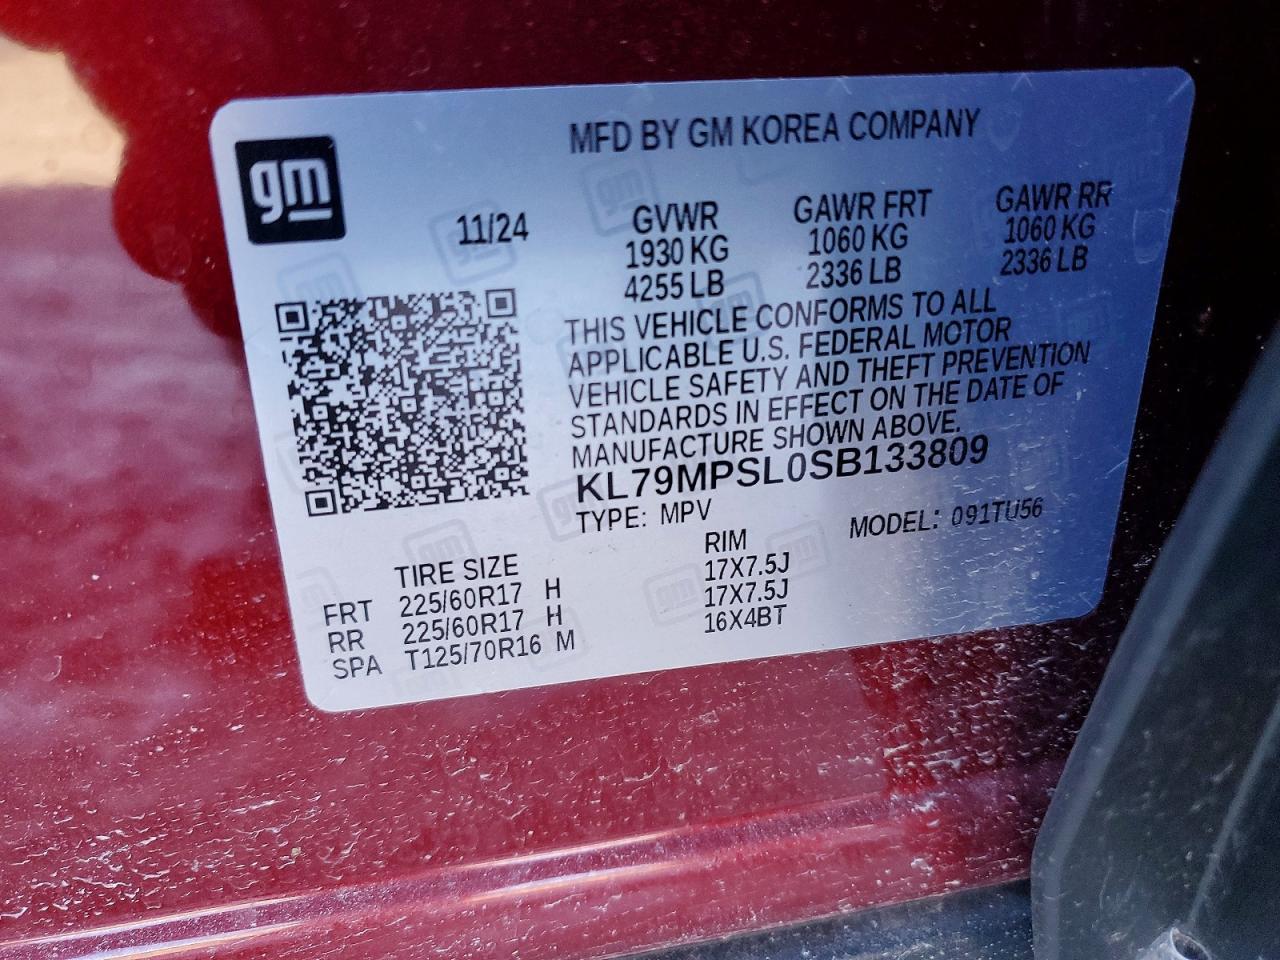 MFD BY GM KOREA COMPANY
gm
11/24
GVWR GAWR FRT GAWR RR
1930 KG 1060 KG 1060 KG
4255 LB 2336 LB 2336 LB
THIS VEHICLE CONFORMS TO ALL
APPLICABLE U.S. FEDERAL MOTOR
VEHICLE SAFETY AND THEFT PREVENTION
STANDARDS IN EFFECT ON THE DATE OF
MANUFACTURE SHOWN ABOVE.
KL79MPSL0SB133809
TYPE: MPV MODEL: 091TU56
TIRE SIZE RIM
FRT 225/60R17 H 17X7.5J
RR 225/60R17 H 17X7.5J
SPA T125/70R16 M 16X4BT